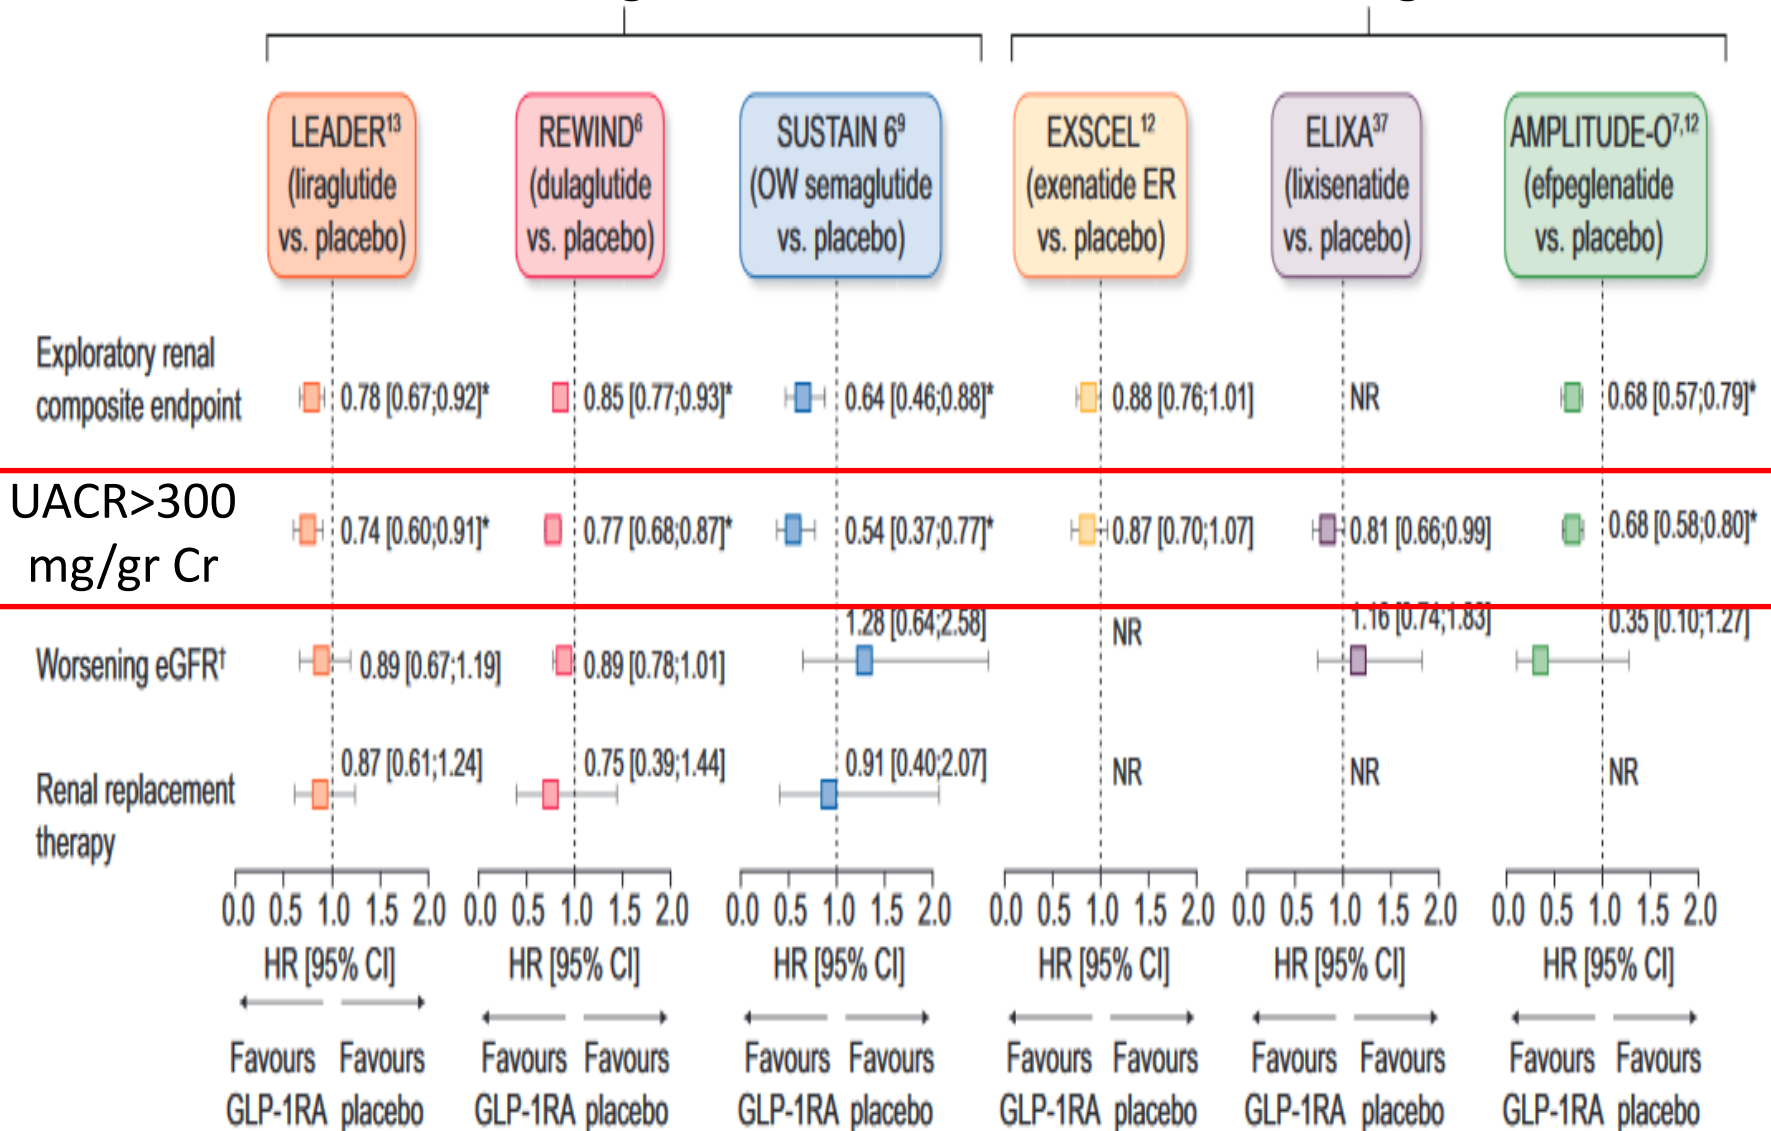 LEADER13
(liraglutide
vs. placebo)
REWIND6
(dulaglutide
vs. placebo)
SUSTAIN 69
(OW semaglutide
vs. placebo)
EXSCEL12
(exenatide ER
vs. placebo)
ELIXA37
(lixisenatide
vs. placebo)
AMPLITUDE-O7,12
(efpeglenatide
vs. placebo)
Exploratory renal
composite endpoint
0.78 [0.67;0.92]*
0.85 [0.77;0.93]*
0.64 [0.46;0.88]*
0.88 [0.76;1.01]
NR
0.68 [0.57;0.79]*
UACR>300
mg/gr Cr
0.74 [0.60;0.91]*
0.77 [0.68;0.87]*
0.54 [0.37;0.77]*
0.87 [0.70;1.07]
0.81 [0.66;0.99]
0.68 [0.58;0.80]*
Worsening eGFR†
0.89 [0.67;1.19]
0.89 [0.78;1.01]
1.28 [0.64;2.58]
NR
1.16 [0.74;1.83]
0.35 [0.10;1.27]
Renal replacement
therapy
0.87 [0.61;1.24]
0.75 [0.39;1.44]
0.91 [0.40;2.07]
NR
NR
NR
0.0 0.5 1.0 1.5 2.0
0.0 0.5 1.0 1.5 2.0
0.0 0.5 1.0 1.5 2.0
0.0 0.5 1.0 1.5 2.0
0.0 0.5 1.0 1.5 2.0
0.0 0.5 1.0 1.5 2.0
HR [95% CI]
HR [95% CI]
HR [95% CI]
HR [95% CI]
HR [95% CI]
HR [95% CI]
Favours Favours
GLP-1RA placebo
Favours Favours
GLP-1RA placebo
Favours Favours
GLP-1RA placebo
Favours Favours
GLP-1RA placebo
Favours Favours
GLP-1RA placebo
Favours Favours
GLP-1RA placebo